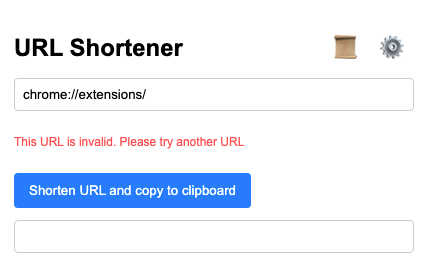 URL Shortener
chrome://extensions/
This URL is invalid. Please try another URL
Shorten URL and copy to clipboard